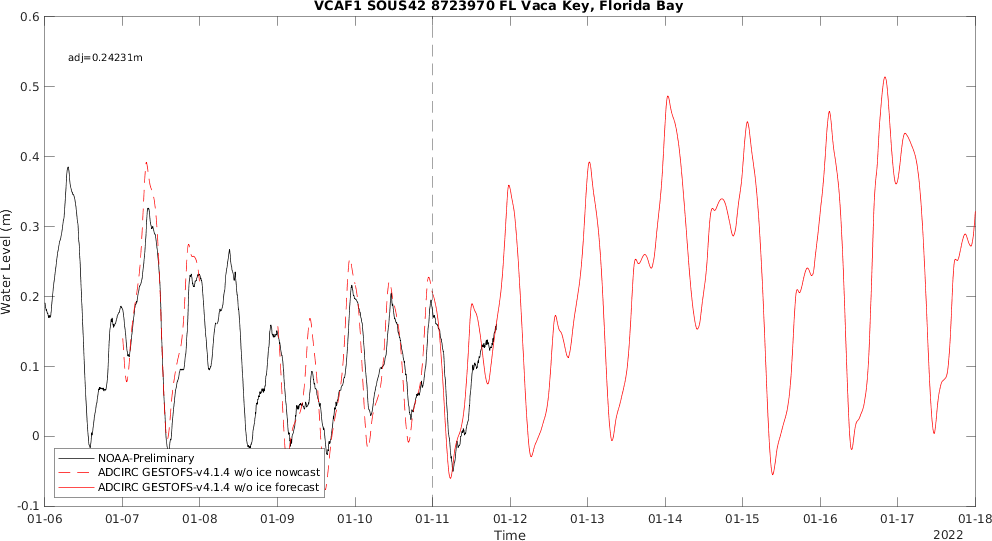 VCAF1 SOUS42 8723970 FL Vaca Key, Florida Bay
adj=0.24231m
0.6
0.5
0.4
0.3
0.2
0.1
0
-0.1
Water Level (m)
NOAA-Preliminary
ADCIRC GESTOFS-v4.1.4 w/o ice nowcast
ADCIRC GESTOFS-v4.1.4 w/o ice forecast
01-06 01-07 01-08 01-09 01-10 01-11 01-12 01-13 01-14 01-15 01-16 01-17 01-18
Time
2022